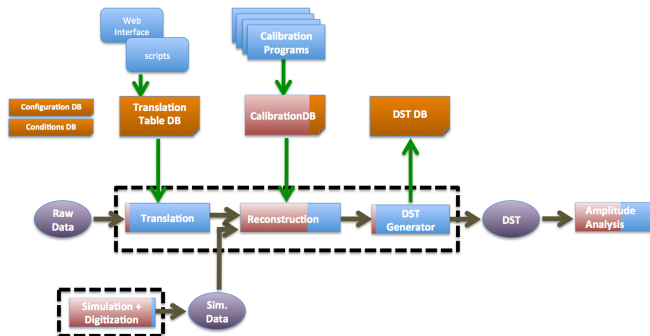 Web
Interface
scripts
Calibration
Programs
Configuration DB
Conditions DB
Translation
Table DB
CalibrationDB
DST DB
Raw
Data
Translation
Reconstruction
DST
Generator
DST
Amplitude
Analysis
Simulation +
Digitization
Sim.
Data